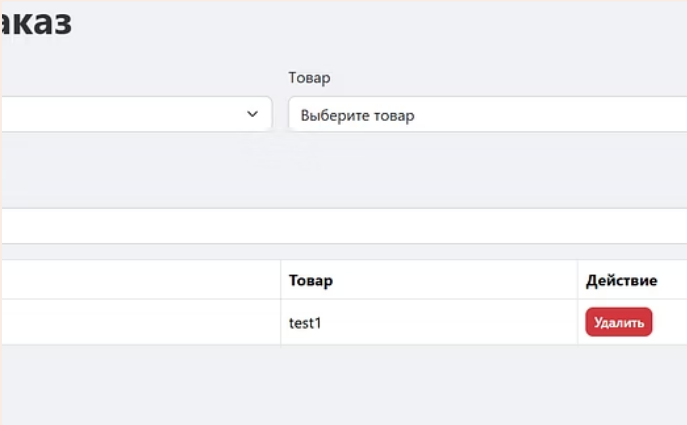 аказ
Товар
Выберите товар
Товар Действие
test1 Удалить